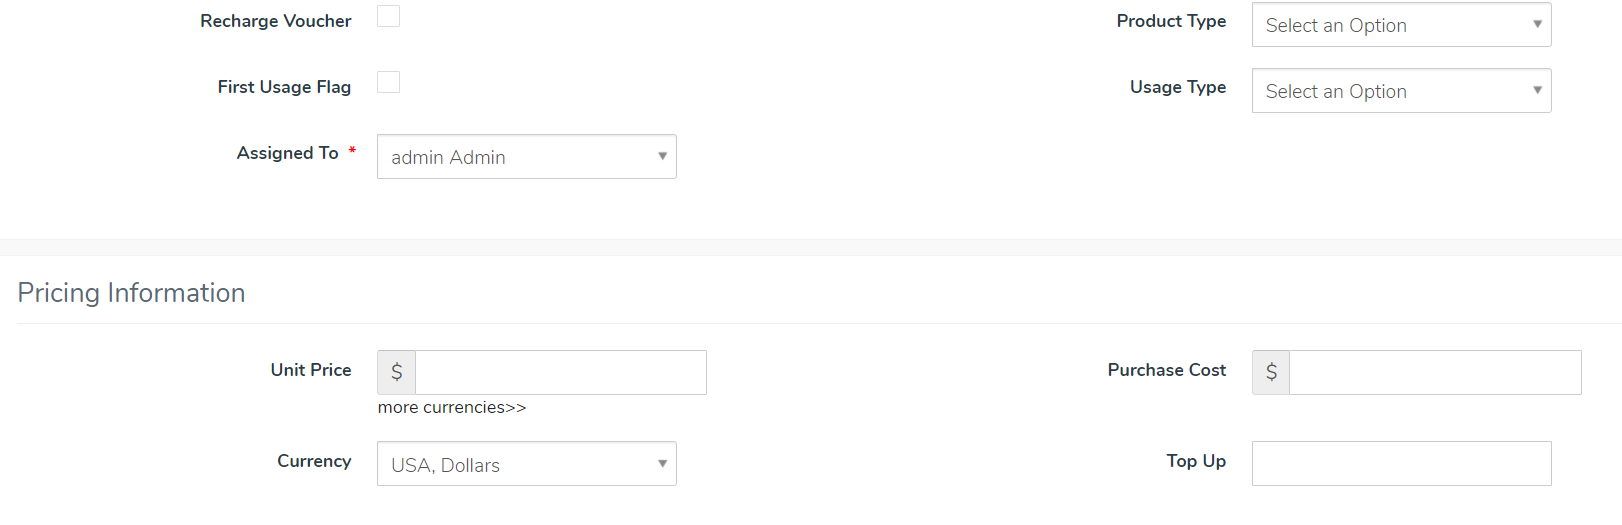 Recharge Voucher
Product Type Select an Option
First Usage Flag
Usage Type Select an Option
Assigned To * admin Admin
Pricing Information
Unit Price $
Purchase Cost $
more currencies>>
Currency USA, Dollars
Top Up